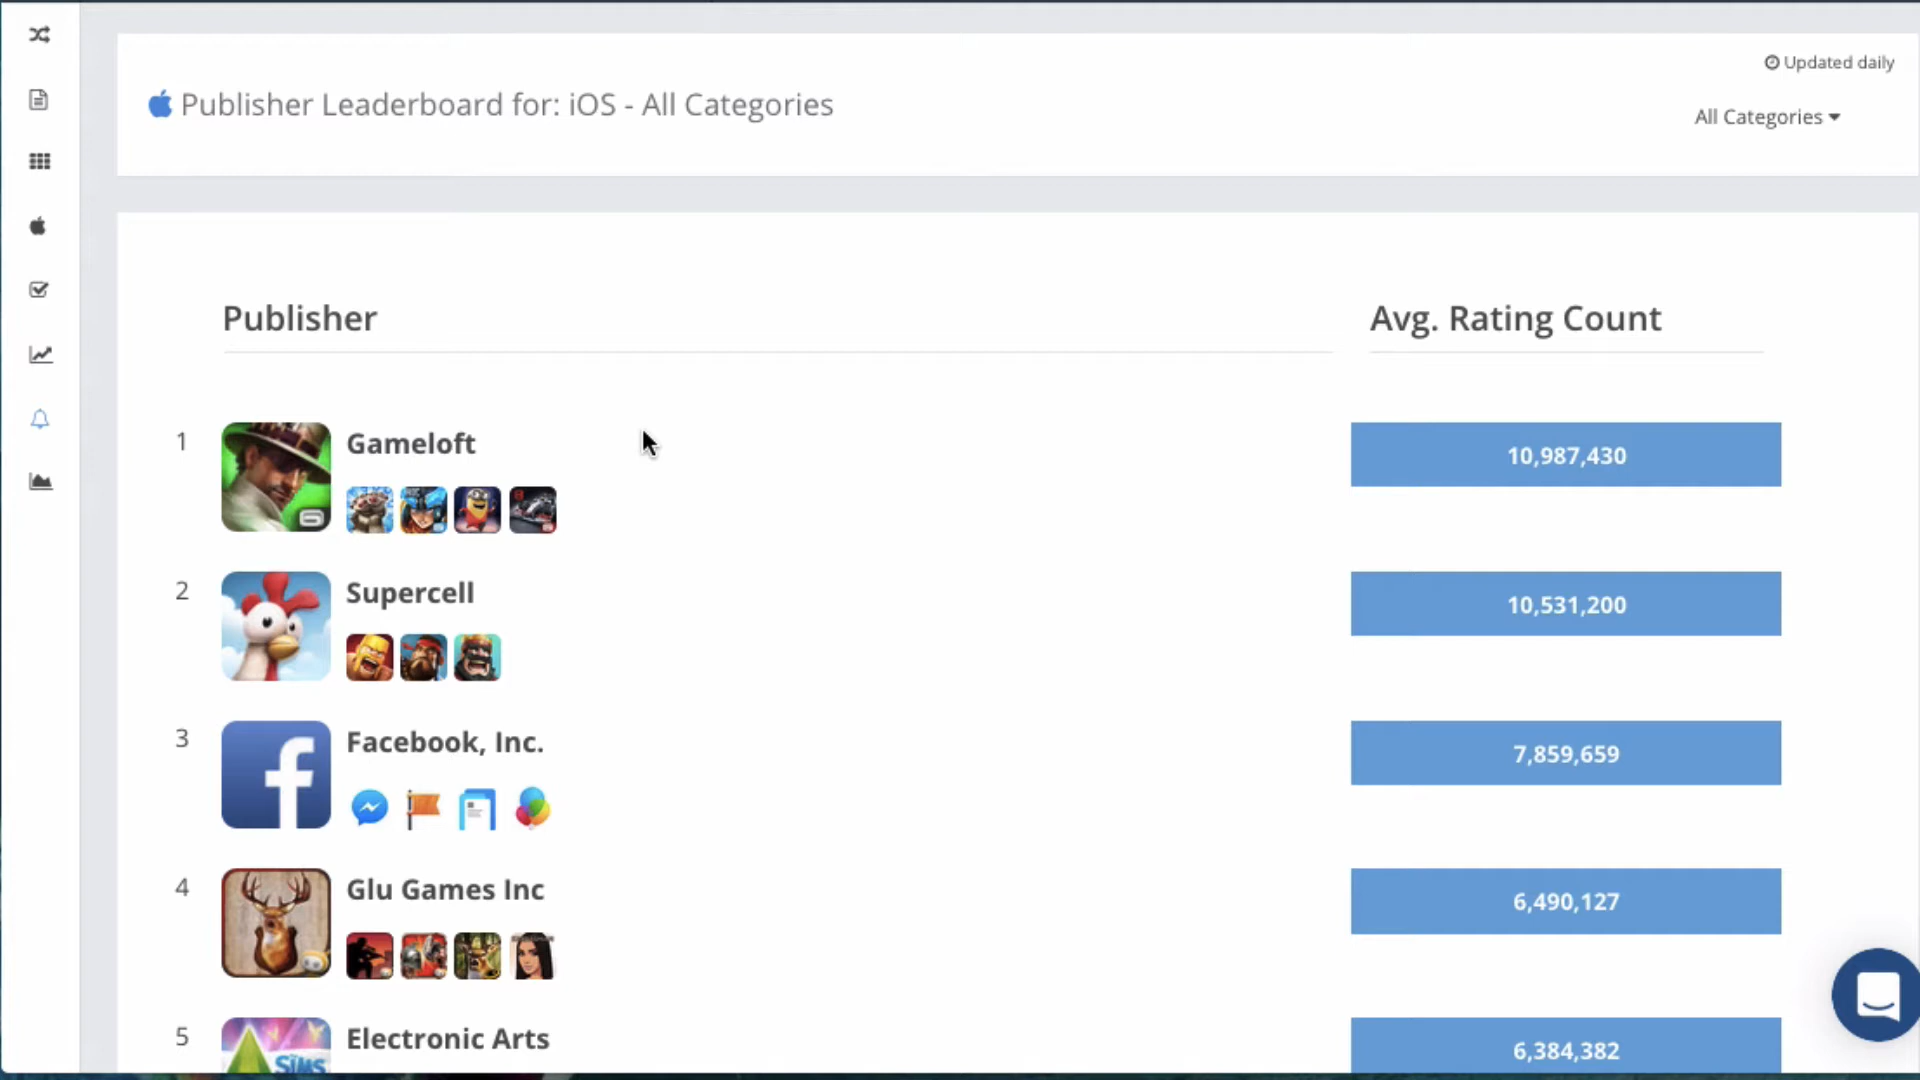 Updated daily
Publisher Leaderboard for: iOS - All Categories
All Categories
Publisher
Avg. Rating Count
1
Gameloft
10,987,430
2
Supercell
10,531,200
3
Facebook, Inc.
7,859,659
4
Glu Games Inc
6,490,127
5
Electronic Arts
6,384,382
SIMS